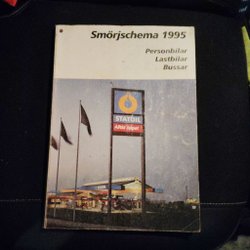 Smörjschema 1995
Personbilar
Lastbilar
Bussar
STATOIL
Alltid öppet